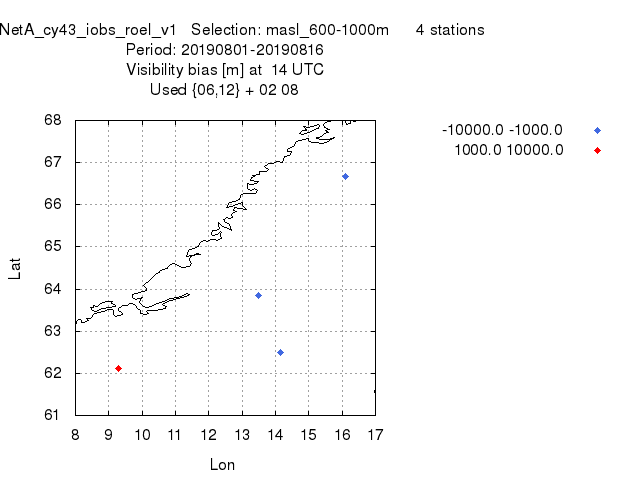 NetA_cy43_iobs_roel_v1 Selection: masl_600-1000m 4 stations
Period: 20190801-20190816
Visibility bias [m] at 14 UTC
Used {06,12} + 02 08
-10000.0 -1000.0
1000.0 10000.0
68
67
66
65
64
63
62
61
Lat
8 9 10 11 12 13 14 15 16 17
Lon